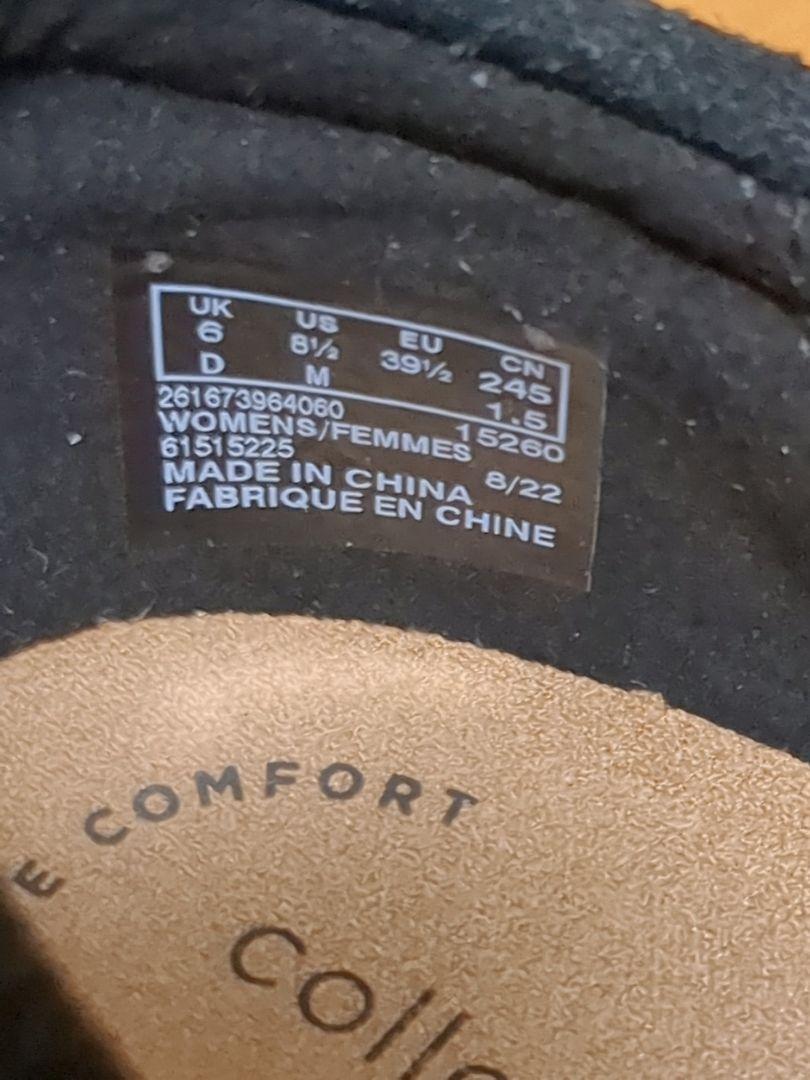 UK US EU CN
6 8½ 39½ 245
D M 1.5
261673964060 15260
WOMENS/FEMMES
61515225 8/22
MADE IN CHINA
FABRIQUE EN CHINE
COMFORT